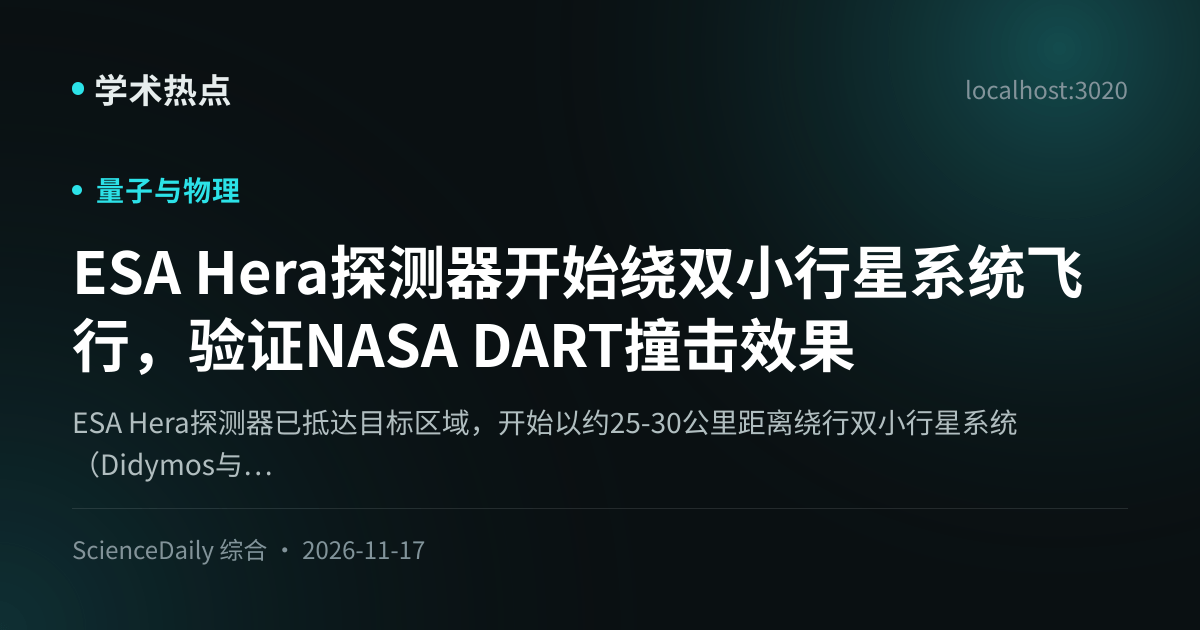 学术热点
localhost:3020
量子与物理
ESA Hera探测器开始绕双小行星系统飞
行，验证NASA DART撞击效果
ESA Hera探测器已抵达目标区域，开始以约25-30公里距离绕行双小行星系统
（Didymos与…
ScienceDaily 综合 · 2026-11-17